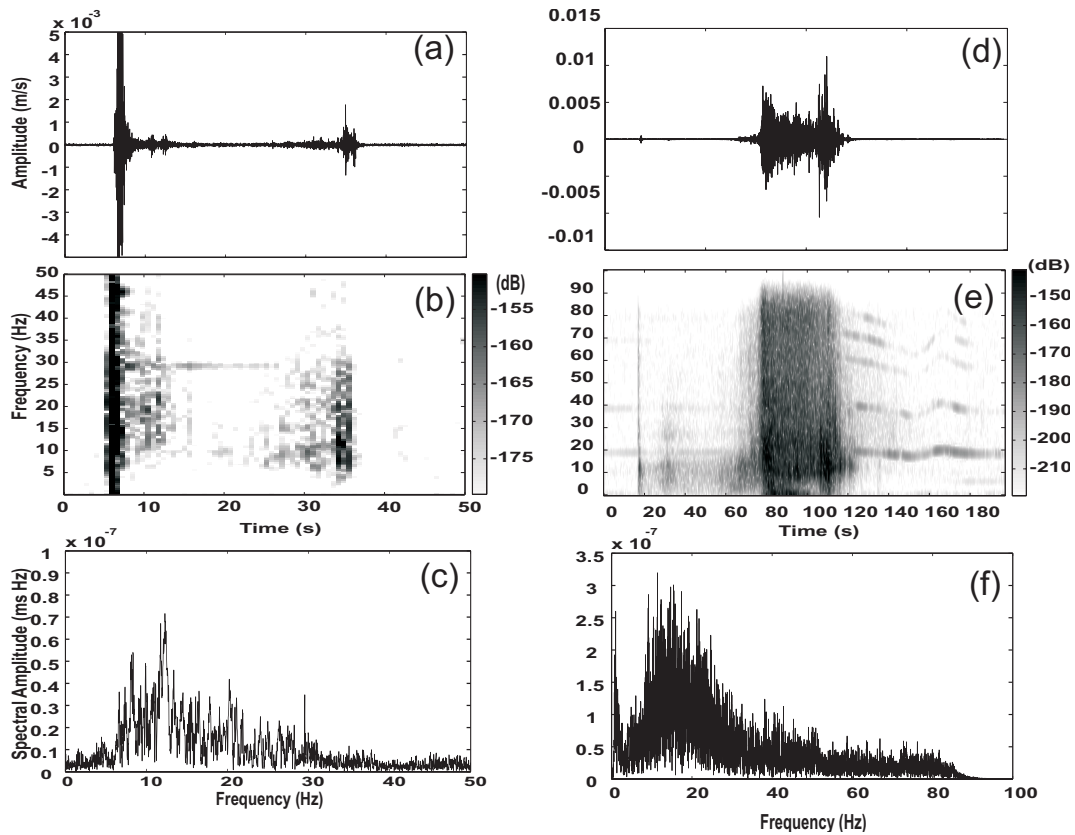 x 10-3
(a)
5
4
3
2
1
0
-1
-2
-3
-4
Amplitude (m/s)
0 10 20 30 40 50
(d)
0.015
0.01
0.005
0
-0.005
-0.01
(b)
50
45
40
35
30
25
20
15
10
5
Frequency (Hz)
0 10 20 30 40 50
Time (s)
(dB)
-155
-160
-165
-170
-175
(e)
90
80
70
60
50
40
30
20
10
0
0 20 40 60 80 100 120 140 160 180
Time (s)
(dB)
-150
-160
-170
-180
-190
-200
-210
x 10-7
(c)
1
0.9
0.8
0.7
0.6
0.5
0.4
0.3
0.2
0.1
0
Spectral Amplitude (ms Hz)
0 10 20 30 40 50
Frequency (Hz)
x 10-7
(f)
3.5
3
2.5
2
1.5
1
0.5
0
0 20 40 60 80 100
Frequency (Hz)